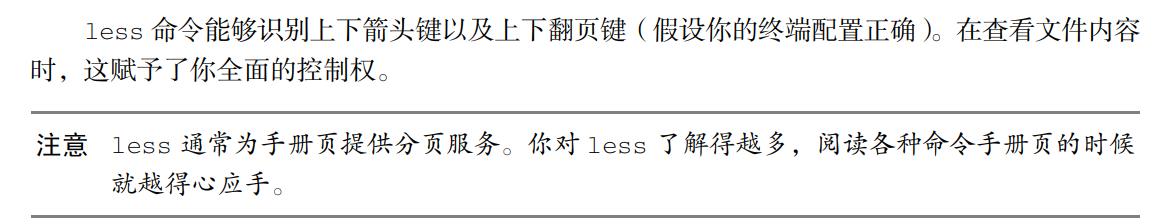 less 命令能够识别上下箭头键以及上下翻页键（假设你的终端配置正确）。在查看文件内容
时，这赋予了你全面的控制权。
注意 less 通常为手册页提供分页服务。你对 less 了解得越多，阅读各种命令手册页的时候
就越得心应手。